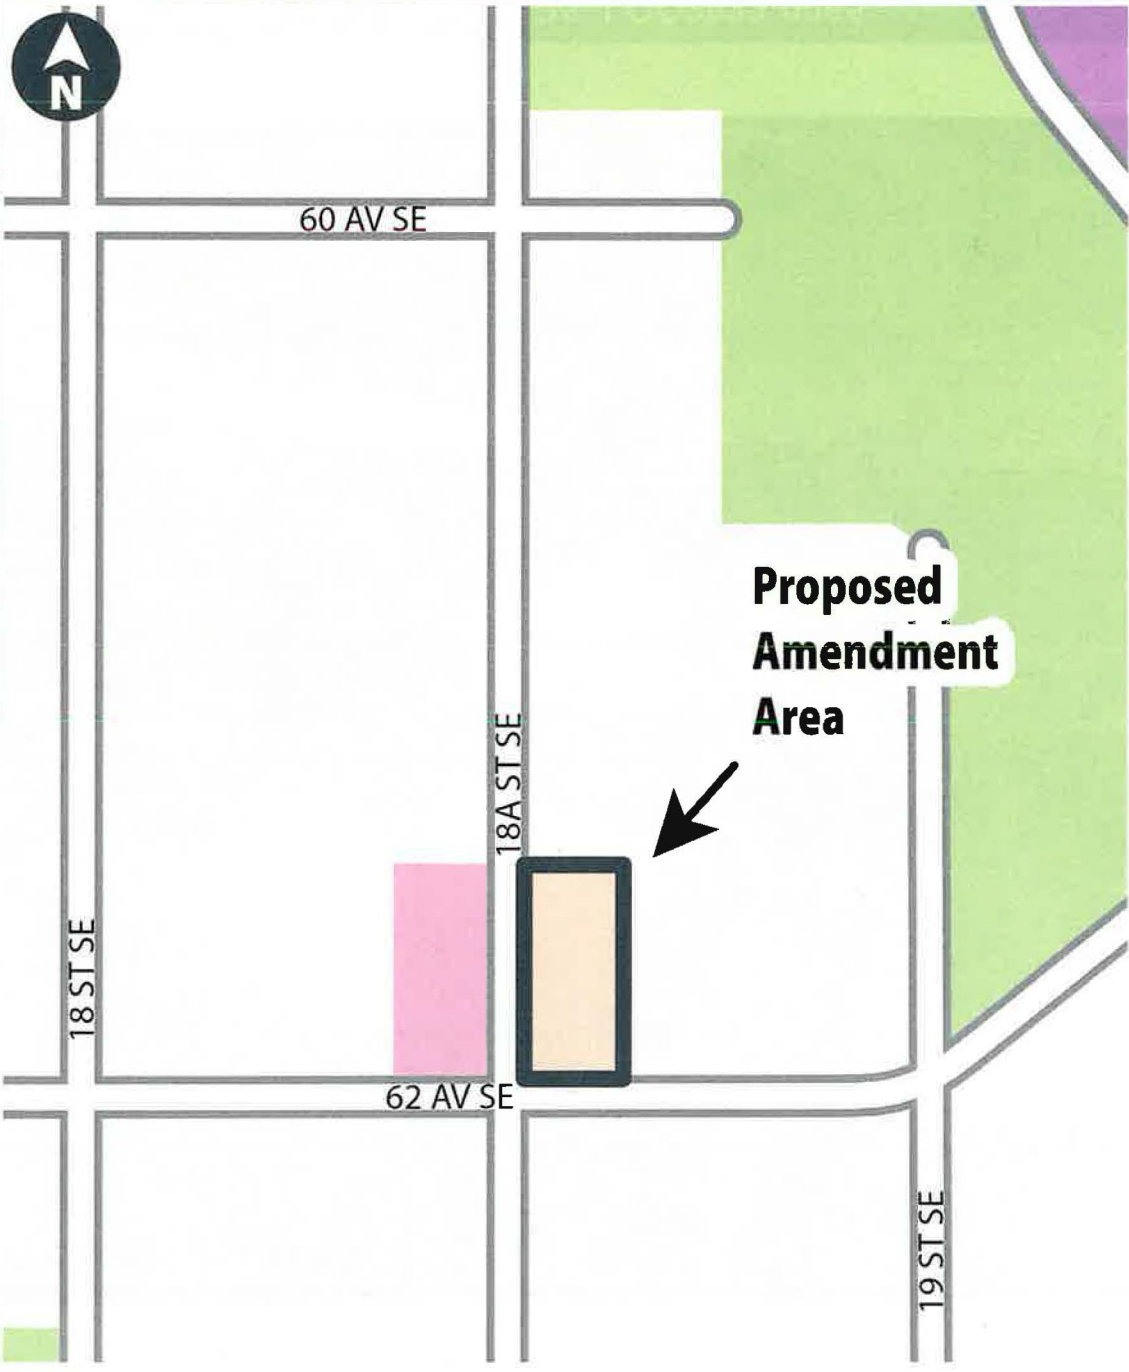 N
60 AV SE
Proposed
Amendment
Area
18A ST SE
18 ST SE
62 AV SE
19 ST SE